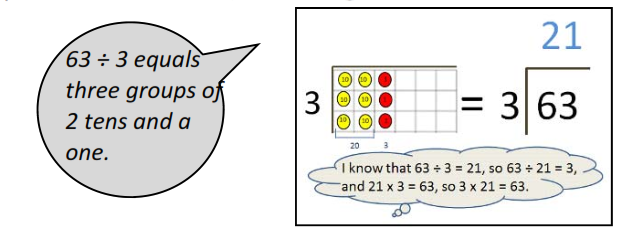 63 ÷ 3 equals
three groups of
2 tens and a
one.
21
3 10 10 1 = 3 63
10 10 1
10 10 1
20 3
I know that 63 ÷ 3 = 21, so 63 ÷ 21 = 3,
and 21 x 3 = 63, so 3 x 21 = 63.